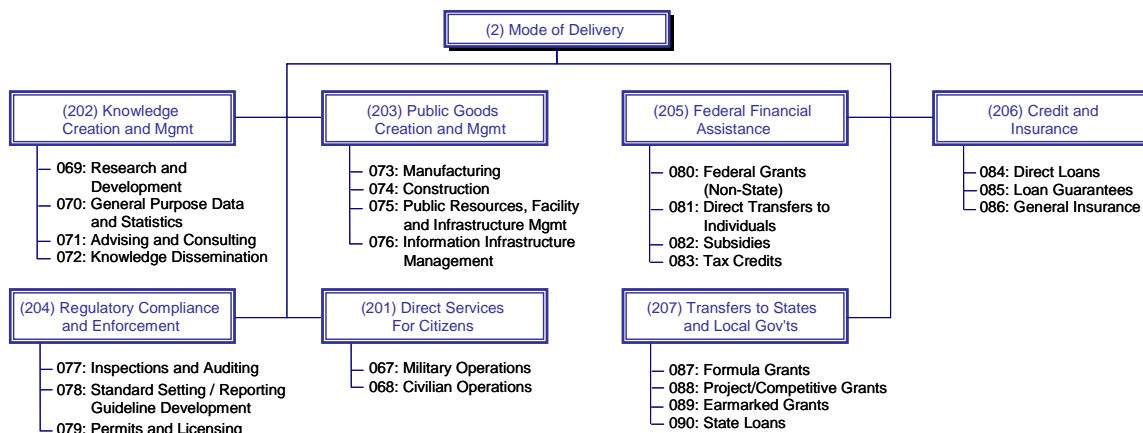 (2) Mode of Delivery
(202) Knowledge
Creation and Mgmt
069: Research and
Development
070: General Purpose Data
and Statistics
071: Advising and Consulting
072: Knowledge Dissemination
(203) Public Goods
Creation and Mgmt
073: Manufacturing
074: Construction
075: Public Resources, Facility
and Infrastructure Mgmt
076: Information Infrastructure
Management
(205) Federal Financial
Assistance
080: Federal Grants
(Non-State)
081: Direct Transfers to
Individuals
082: Subsidies
083: Tax Credits
(206) Credit and
Insurance
084: Direct Loans
085: Loan Guarantees
086: General Insurance
(204) Regulatory Compliance
and Enforcement
077: Inspections and Auditing
078: Standard Setting / Reporting
Guideline Development
079: Permits and Licensing
(201) Direct Services
For Citizens
067: Military Operations
068: Civilian Operations
(207) Transfers to States
and Local Gov'ts
087: Formula Grants
088: Project/Competitive Grants
089: Earmarked Grants
090: State Loans